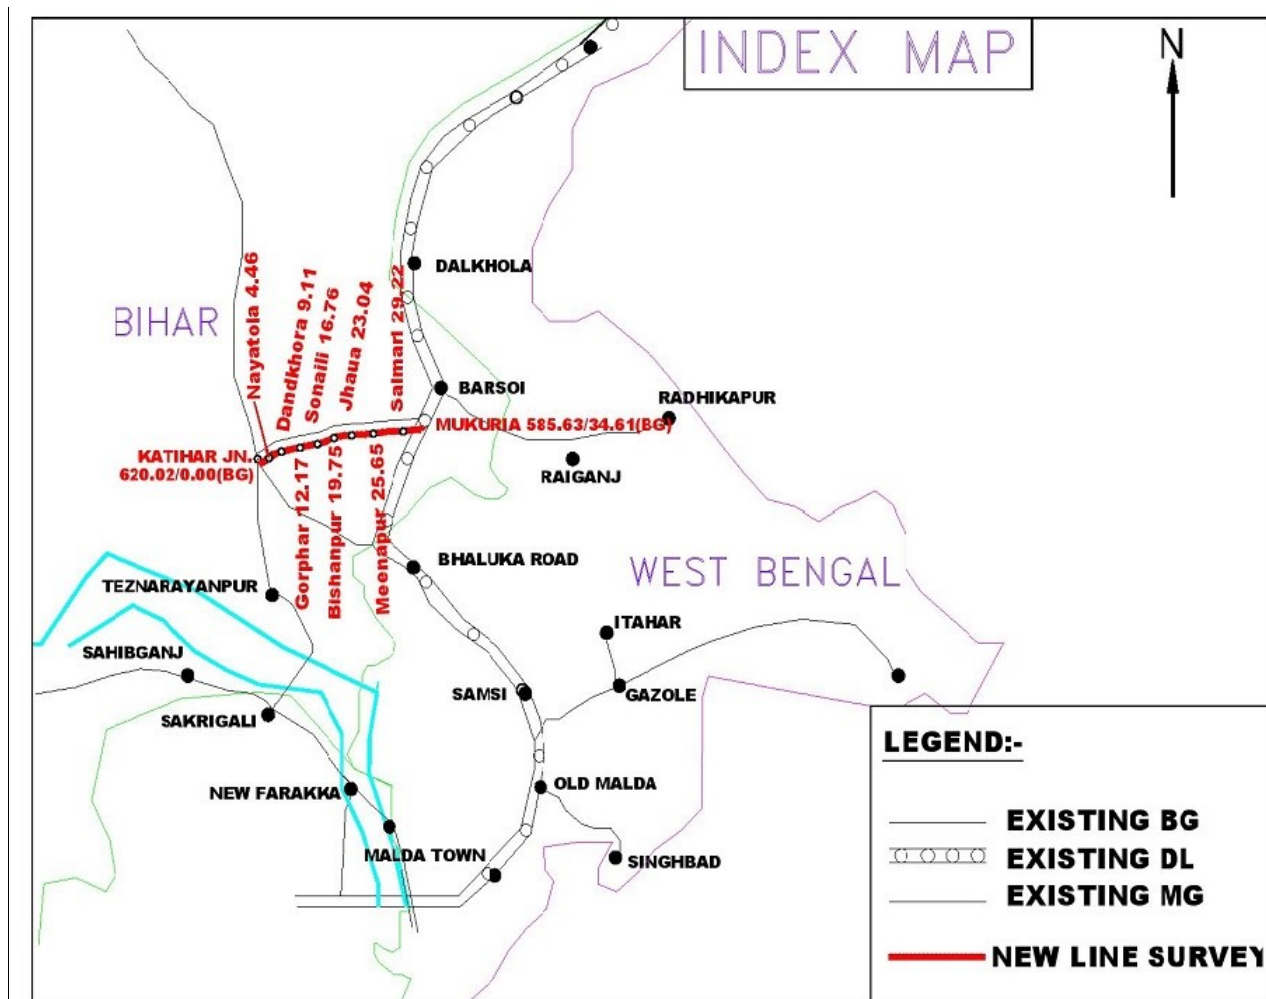 INDEX MAP
N
DALKHOLA
BIHAR
Nayatola 4.46
Dandkhora 9.11
Sonaili 16.76
Jhaua 23.04
Salmari 29.22
BARSOI
RADHIKAPUR
MUKURIA 585.63/34.61(BG)
KATIHAR JN.
620.02/0.00(BG)
RAIGANJ
Gorphar 12.17
Bishanpur 19.75
Meenapur 25.65
BHALUKA ROAD
WEST BENGAL
TEZNARAYANPUR
ITAHAR
SAHIBGANJ
SAMSI
GAZOLE
SAKRIGALI
LEGEND:-
NEW FARAKKA
OLD MALDA
EXISTING BG
MALDA TOWN
SINGHBAD
EXISTING DL
EXISTING MG
NEW LINE SURVEY